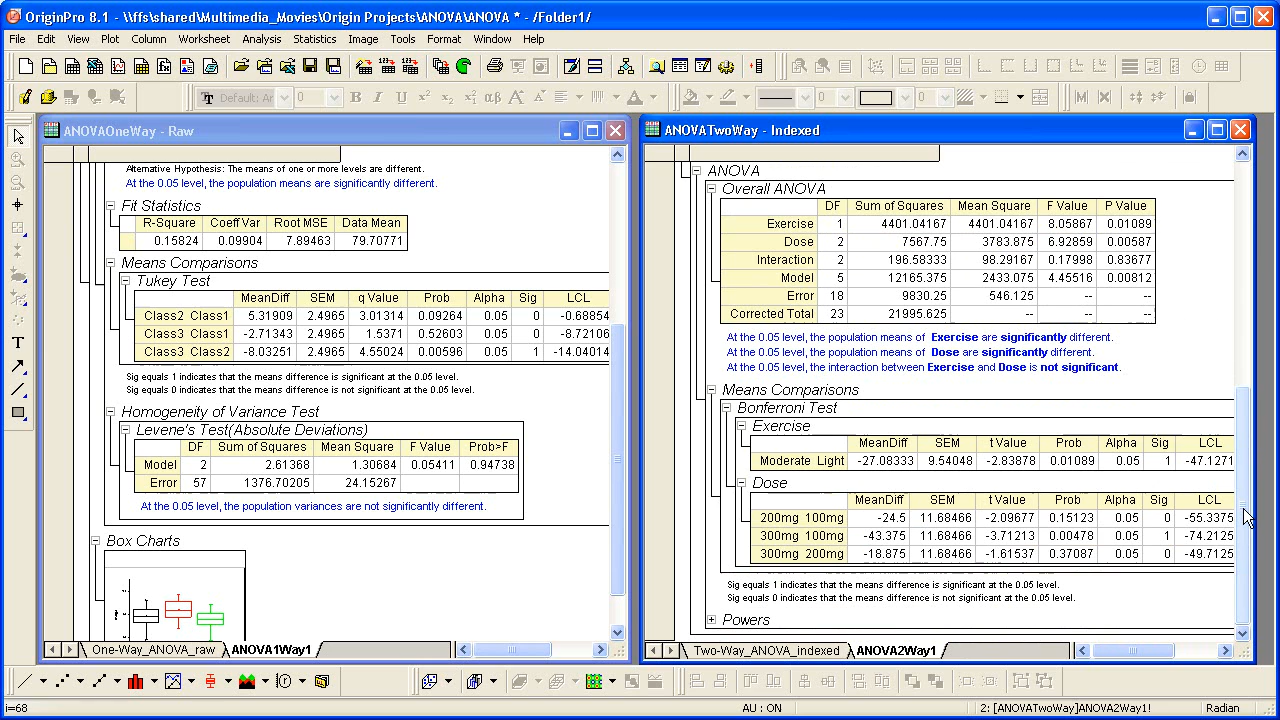 OriginPro 8.1 - \\ffs\shared\Multimedia_Movies\Origin Projects\ANOVA\ANOVA * - /Folder1/
File Edit View Plot Column Worksheet Analysis Statistics Image Tools Format Window Help
Default: Ar 0 B I U αβ A A A 0 0
ANOVAOneWay - Raw
Alternative Hypothesis: The means of one or more levels are different.
At the 0.05 level, the population means are significantly different.
Fit Statistics
R-Square Coeff Var Root MSE Data Mean
0.15824 0.09904 7.89463 79.70771
Means Comparisons
Tukey Test
MeanDiff SEM q Value Prob Alpha Sig LCL
Class2 Class1 5.31909 2.4965 3.01314 0.09264 0.05 0 -0.68854
Class3 Class1 -2.71343 2.4965 1.5371 0.52603 0.05 0 -8.72106
Class3 Class2 -8.03251 2.4965 4.55024 0.00596 0.05 1 -14.04014
Sig equals 1 indicates that the means difference is significant at the 0.05 level.
Sig equals 0 indicates that the means difference is not significant at the 0.05 level.
Homogeneity of Variance Test
Levene's Test(Absolute Deviations)
DF Sum of Squares Mean Square F Value Prob>F
Model 2 2.61368 1.30684 0.05411 0.94738
Error 57 1376.70205 24.15267
At the 0.05 level, the population variances are not significantly different.
Box Charts
One-Way_ANOVA_raw ANOVA1Way1
ANOVATwoWay - Indexed
ANOVA
Overall ANOVA
DF Sum of Squares Mean Square F Value P Value
Exercise 1 4401.04167 4401.04167 8.05867 0.01089
Dose 2 7567.75 3783.875 6.92859 0.00587
Interaction 2 196.58333 98.29167 0.17998 0.83677
Model 5 12165.375 2433.075 4.45516 0.00812
Error 18 9830.25 546.125 -- --
Corrected Total 23 21995.625 -- -- --
At the 0.05 level, the population means of Exercise are significantly different.
At the 0.05 level, the population means of Dose are significantly different.
At the 0.05 level, the interaction between Exercise and Dose is not significant.
Means Comparisons
Bonferroni Test
Exercise
MeanDiff SEM t Value Prob Alpha Sig LCL
Moderate Light -27.08333 9.54048 -2.83878 0.01089 0.05 1 -47.1271
Dose
MeanDiff SEM t Value Prob Alpha Sig LCL
200mg 100mg -24.5 11.68466 -2.09677 0.15123 0.05 0 -55.3375
300mg 100mg -43.375 11.68466 -3.71213 0.00478 0.05 1 -74.2125
300mg 200mg -18.875 11.68466 -1.61537 0.37087 0.05 0 -49.7125
Sig equals 1 indicates that the means difference is significant at the 0.05 level.
Sig equals 0 indicates that the means difference is not significant at the 0.05 level.
Powers
Two-Way_ANOVA_indexed ANOVA2Way1
i=68 AU : ON 2: [ANOVATwoWay]ANOVA2Way1! Radian